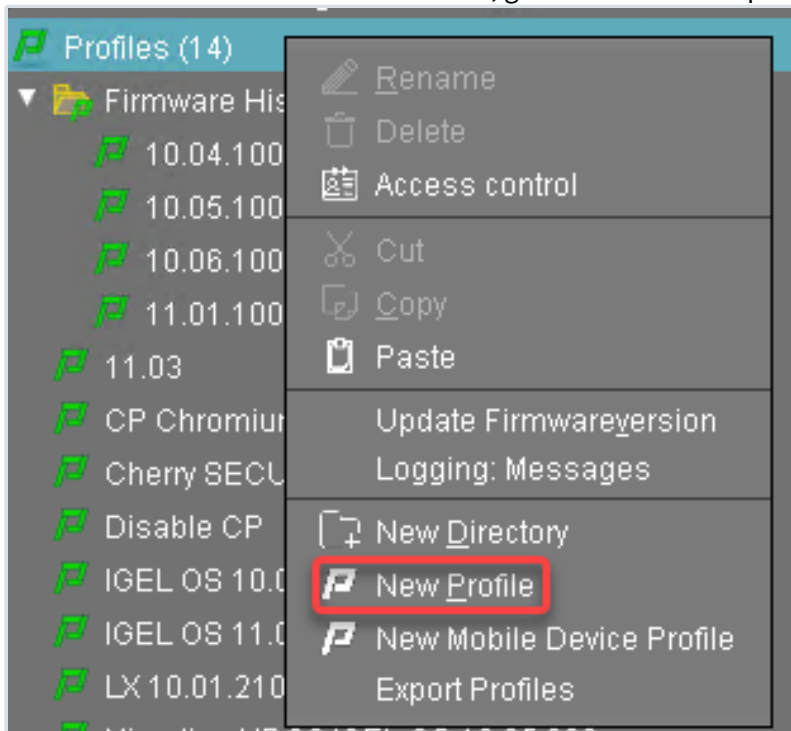 Profiles (14)
Rename
Firmware His
Delete
10.04.100
Access control
10.05.100
Cut
10.06.100
Copy
11.01.100
Paste
11.03
CP Chromiur
Update Firmwareversion
Cherry SECU
Logging: Messages
Disable CP
New Directory
IGEL OS 10.0
New Profile
IGEL OS 11.0
New Mobile Device Profile
LX 10.01.210
Export Profiles